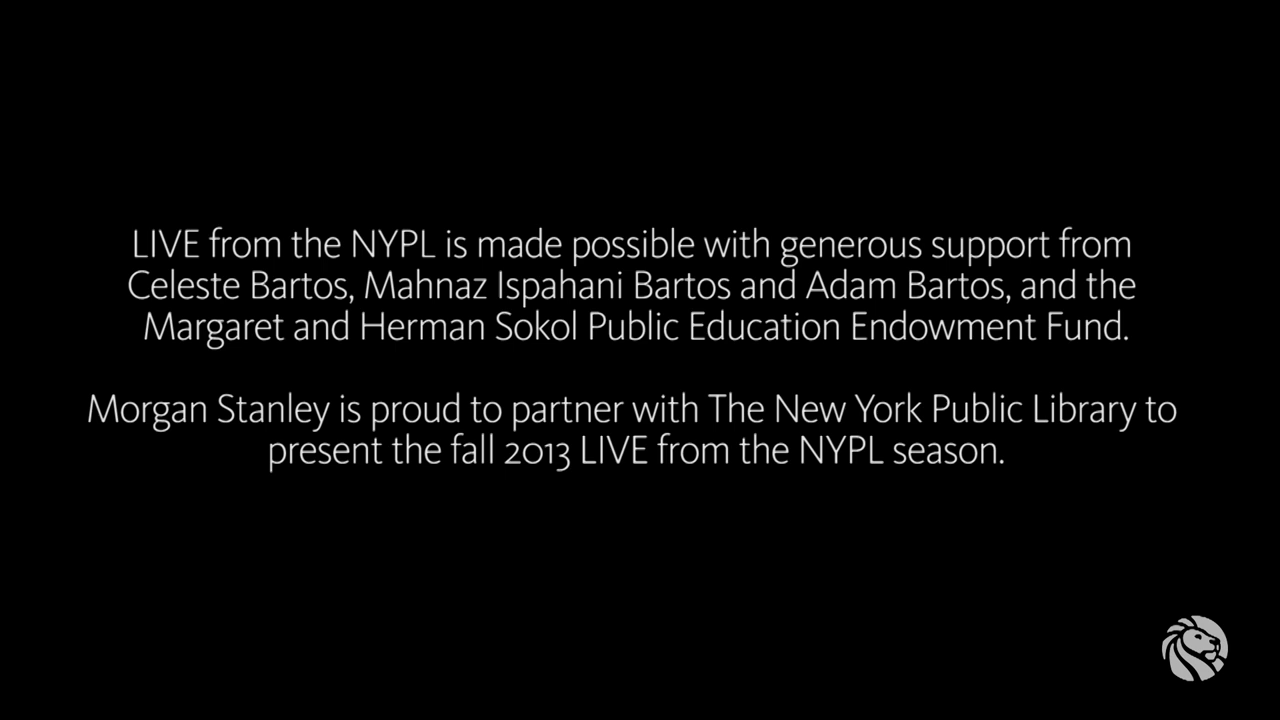 LIVE from the NYPL is made possible with generous support from
Celeste Bartos, Mahnaz Ispahani Bartos and Adam Bartos, and the
Margaret and Herman Sokol Public Education Endowment Fund.
Morgan Stanley is proud to partner with The New York Public Library to
present the fall 2013 LIVE from the NYPL season.